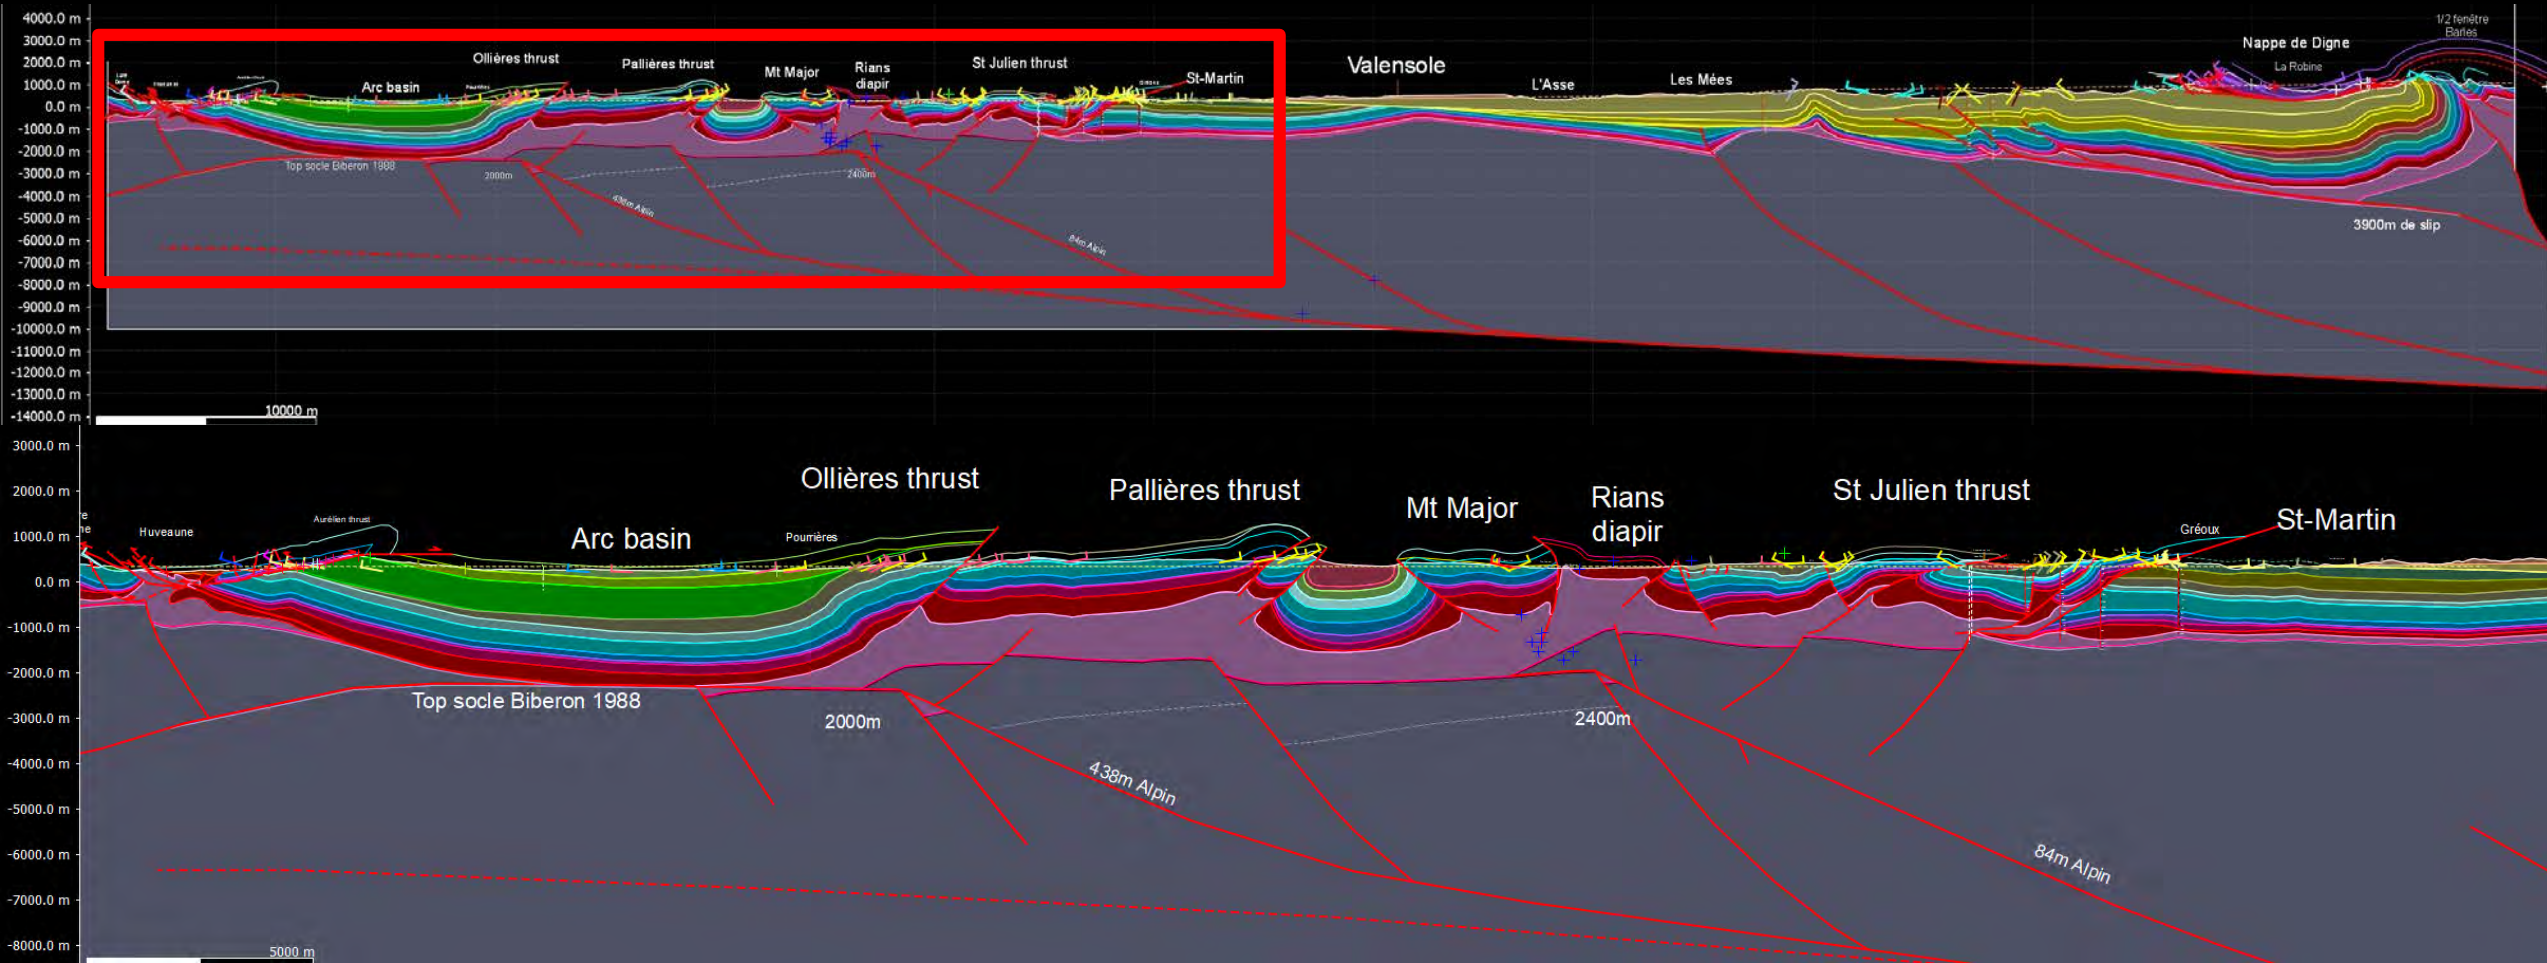 4000.0 m
3000.0 m
2000.0 m
1000.0 m
0.0 m
-1000.0 m
-2000.0 m
-3000.0 m
-4000.0 m
-5000.0 m
-6000.0 m
-7000.0 m
-8000.0 m
-9000.0 m
-10000.0 m
-11000.0 m
-12000.0 m
-13000.0 m
-14000.0 m
10000 m
Arc basin
Ollières thrust
Pallières thrust
Mt Major
Rians
diapir
St Julien thrust
St-Martin
Valensole
L'Asse
Les Mées
Nappe de Digne
La Robine
1/2 fenêtre
Barles
Top socle Biberon 1988
2000m
438m Alpin
2400m
84m Alpin
3900m de slip
3000.0 m
2000.0 m
1000.0 m
0.0 m
-1000.0 m
-2000.0 m
-3000.0 m
-4000.0 m
-5000.0 m
-6000.0 m
-7000.0 m
-8000.0 m
5000 m
Huveaune
Aurélien thrust
Arc basin
Pourrières
Ollières thrust
Pallières thrust
Mt Major
Rians
diapir
St Julien thrust
Gréoux
St-Martin
Top socle Biberon 1988
2000m
438m Alpin
2400m
84m Alpin